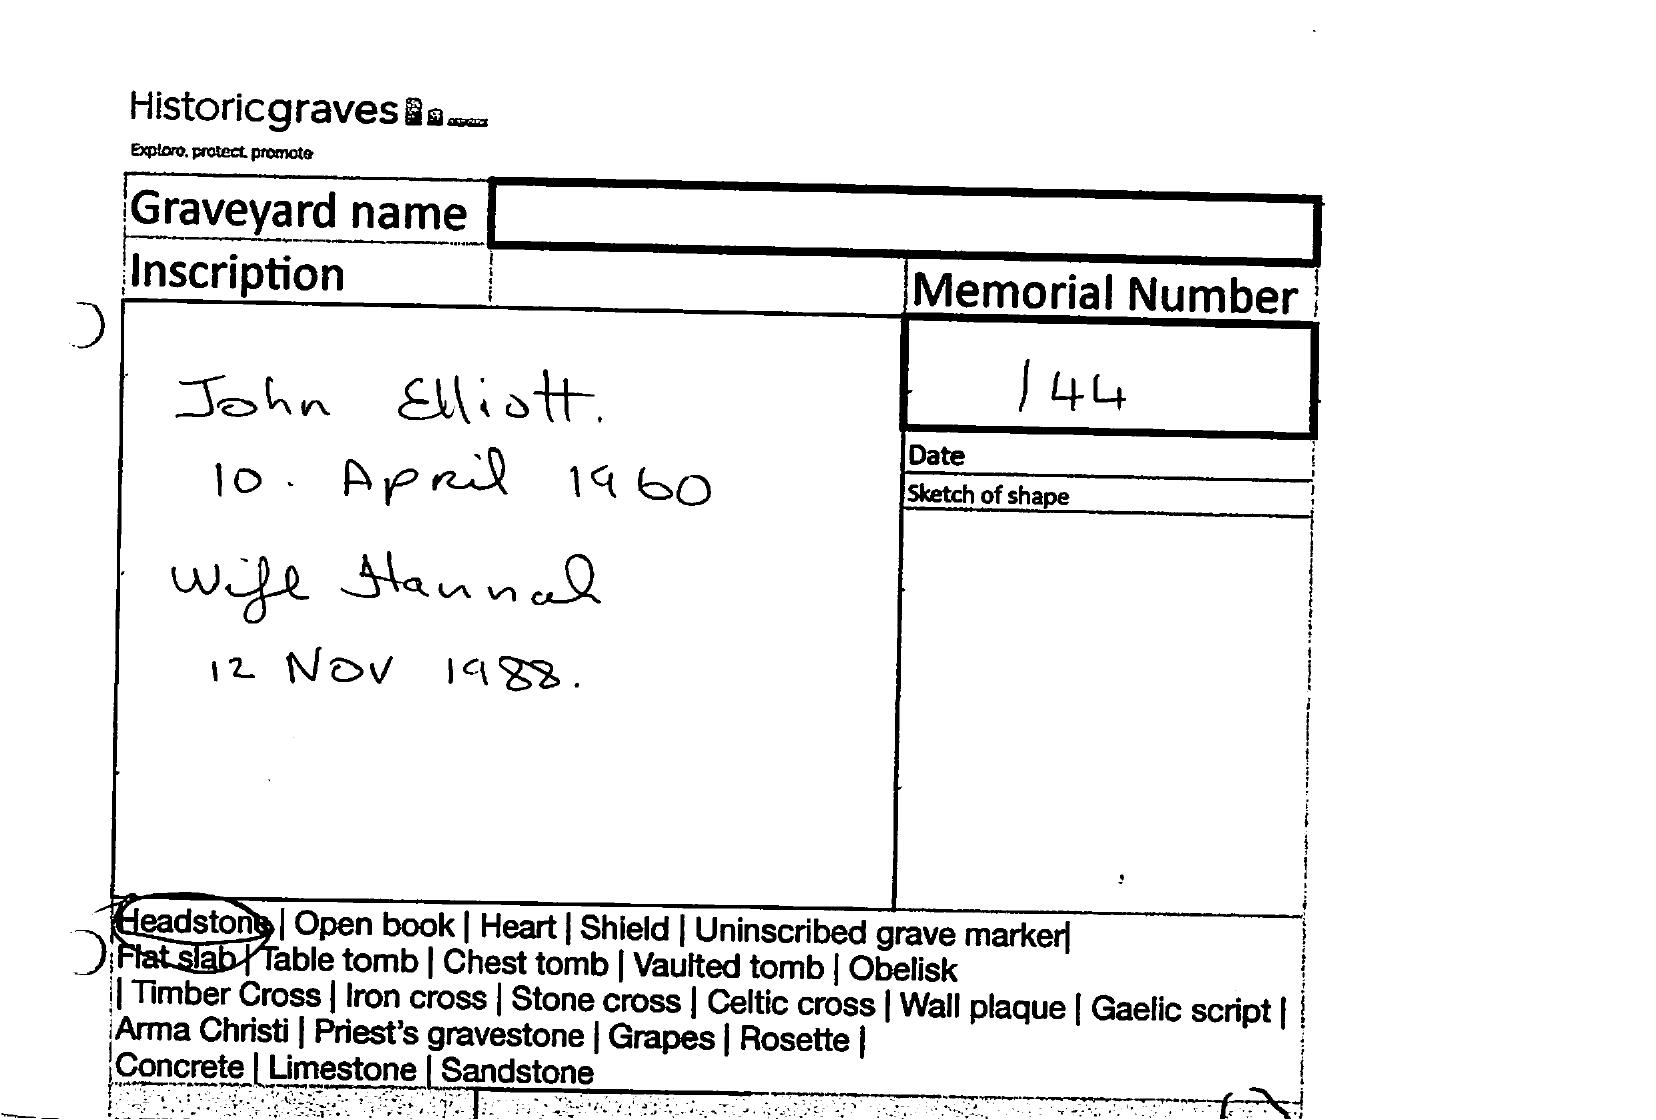 Historicgraves
Explore. protect. promote
Graveyard name
Inscription
Memorial Number
John Elliott.
10. April 1960
Wife Hannah
12 Nov 1988.
144
Date
Sketch of shape
Headstone | Open book | Heart | Shield | Uninscribed grave marker|
Flat slab | Table tomb | Chest tomb | Vaulted tomb | Obelisk
| Timber Cross | Iron cross | Stone cross | Celtic cross | Wall plaque | Gaelic script |
Arma Christi | Priest's gravestone | Grapes | Rosette |
Concrete | Limestone | Sandstone